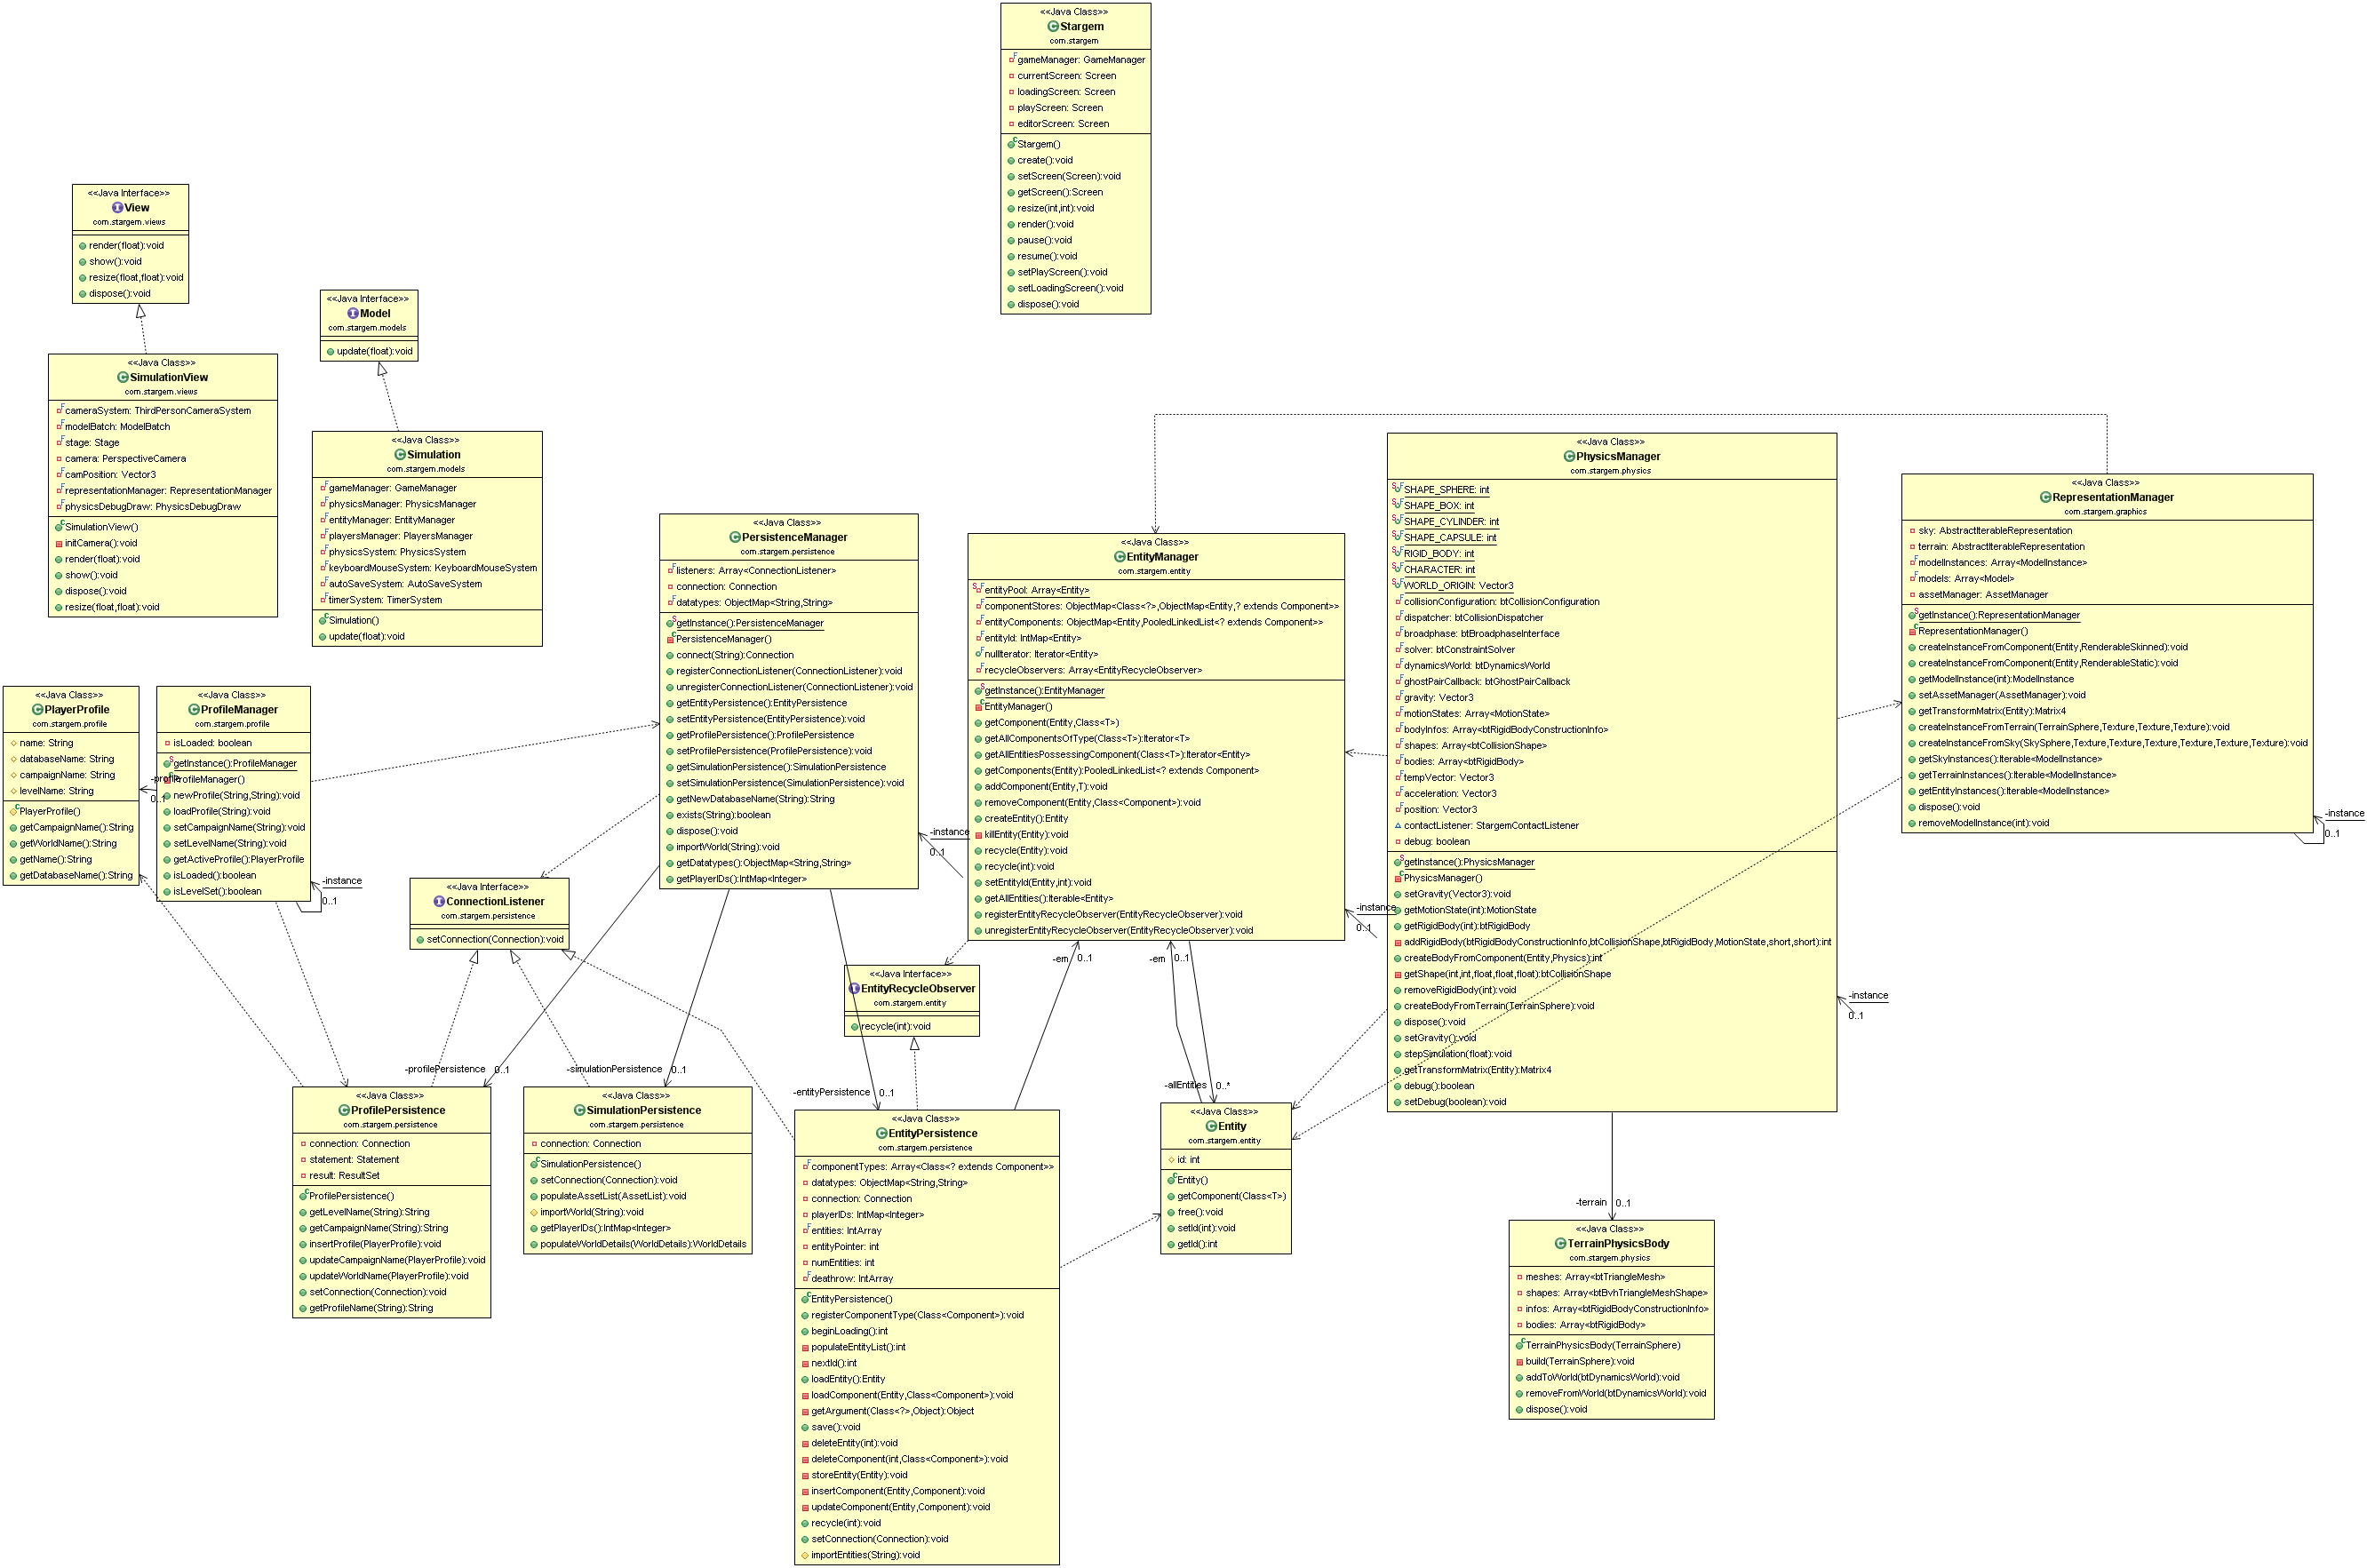 <<Java Class>>
Stargem
com.stargem
gameManager: GameManager
currentScreen: Screen
loadingScreen: Screen
playScreen: Screen
editorScreen: Screen
Stargem()
create():void
setScreen(Screen):void
getScreen():Screen
resize(int,int):void
render():void
pause():void
resume():void
setPlayScreen():void
setLoadingScreen():void
dispose():void
<<Java Interface>>
View
com.stargem.views
render(float):void
show():void
resize(float,float):void
dispose():void
<<Java Interface>>
Model
com.stargem.models
update(float):void
<<Java Class>>
SimulationView
com.stargem.views
cameraSystem: ThirdPersonCameraSystem
modelBatch: ModelBatch
stage: Stage
camera: PerspectiveCamera
camPosition: Vector3
representationManager: RepresentationManager
physicsDebugDraw: PhysicsDebugDraw
SimulationView()
initCamera():void
render(float):void
show():void
dispose():void
resize(float,float):void
<<Java Class>>
Simulation
com.stargem.models
gameManager: GameManager
physicsManager: PhysicsManager
entityManager: EntityManager
playersManager: PlayersManager
physicsSystem: PhysicsSystem
keyboardMouseSystem: KeyboardMouseSystem
autoSaveSystem: AutoSaveSystem
timerSystem: TimerSystem
Simulation()
update(float):void
<<Java Class>>
PersistenceManager
com.stargem.persistence
listeners: Array<ConnectionListener>
connection: Connection
datatypes: ObjectMap<String,String>
getInstance():PersistenceManager
PersistenceManager()
connect(String):Connection
registerConnectionListener(ConnectionListener):void
unregisterConnectionListener(ConnectionListener):void
getEntityPersistence():EntityPersistence
setEntityPersistence(EntityPersistence):void
getProfilePersistence():ProfilePersistence
setProfilePersistence(ProfilePersistence):void
getSimulationPersistence():SimulationPersistence
setSimulationPersistence(SimulationPersistence):void
getNewDatabaseName(String):String
exists(String):boolean
dispose():void
importWorld(String):void
getDatatypes():ObjectMap<String,String>
getPlayerIDs():IntMap<Integer>
-instance
0..1
<<Java Class>>
EntityManager
com.stargem.entity
entityPool: Array<Entity>
componentStores: ObjectMap<Class<?>,ObjectMap<Entity,? extends Component>>
entityComponents: ObjectMap<Entity,PooledLinkedList<? extends Component>>
entityId: IntMap<Entity>
nullIterator: Iterator<Entity>
recycleObservers: Array<EntityRecycleObserver>
getInstance():EntityManager
EntityManager()
getComponent(Entity,Class<T>)
getAllComponentsOfType(Class<T>):Iterator<T>
getAllEntitiesPossessingComponent(Class<T>):Iterator<Entity>
getComponents(Entity):PooledLinkedList<? extends Component>
addComponent(Entity,T):void
removeComponent(Entity,Class<Component>):void
createEntity():Entity
killEntity(Entity):void
recycle(Entity):void
recycle(int):void
setEntityId(Entity,int):void
getAllEntities():Iterable<Entity>
registerEntityRecycleObserver(EntityRecycleObserver):void
unregisterEntityRecycleObserver(EntityRecycleObserver):void
-instance
0..1
<<Java Class>>
PhysicsManager
com.stargem.physics
SHAPE_SPHERE: int
SHAPE_BOX: int
SHAPE_CYLINDER: int
SHAPE_CAPSULE: int
RIGID_BODY: int
CHARACTER: int
WORLD_ORIGIN: Vector3
collisionConfiguration: btCollisionConfiguration
dispatcher: btCollisionDispatcher
broadphase: btBroadphaseInterface
solver: btConstraintSolver
dynamicsWorld: btDynamicsWorld
ghostPairCallback: btGhostPairCallback
gravity: Vector3
motionStates: Array<MotionState>
bodyInfos: Array<btRigidBodyConstructionInfo>
shapes: Array<btCollisionShape>
bodies: Array<btRigidBody>
tempVector: Vector3
acceleration: Vector3
position: Vector3
contactListener: StargemContactListener
debug: boolean
getInstance():PhysicsManager
PhysicsManager()
setGravity(Vector3):void
getMotionState(int):MotionState
getRigidBody(int):btRigidBody
addRigidBody(btRigidBodyConstructionInfo,btCollisionShape,btRigidBody,MotionState,short,short):int
createBodyFromComponent(Entity,Physics):int
getShape(int,int,float,float,float):btCollisionShape
removeRigidBody(int):void
createBodyFromTerrain(TerrainSphere):void
dispose():void
setGravity():void
stepSimulation(float):void
getTransformMatrix(Entity):Matrix4
debug():boolean
setDebug(boolean):void
-instance
0..1
<<Java Class>>
RepresentationManager
com.stargem.graphics
sky: AbstractIterableRepresentation
terrain: AbstractIterableRepresentation
modelInstances: Array<ModelInstance>
models: Array<Model>
assetManager: AssetManager
getInstance():RepresentationManager
RepresentationManager()
createInstanceFromComponent(Entity,RenderableSkinned):void
createInstanceFromComponent(Entity,RenderableStatic):void
getModelInstance(int):ModelInstance
setAssetManager(AssetManager):void
getTransformMatrix(Entity):Matrix4
createInstanceFromTerrain(TerrainSphere,Texture,Texture,Texture):void
createInstanceFromSky(SkySphere,Texture,Texture,Texture,Texture,Texture,Texture):void
getSkyInstances():Iterable<ModelInstance>
getTerrainInstances():Iterable<ModelInstance>
getEntityInstances():Iterable<ModelInstance>
dispose():void
removeModelInstance(int):void
-instance
0..1
<<Java Class>>
PlayerProfile
com.stargem.profile
name: String
databaseName: String
campaignName: String
levelName: String
PlayerProfile()
getCampaignName():String
getWorldName():String
getName():String
getDatabaseName():String
-profile
0..1
<<Java Class>>
ProfileManager
com.stargem.profile
isLoaded: boolean
getInstance():ProfileManager
ProfileManager()
newProfile(String,String):void
loadProfile(String):void
setCampaignName(String):void
setLevelName(String):void
getActiveProfile():PlayerProfile
isLoaded():boolean
isLevelSet():boolean
-instance
0..1
<<Java Interface>>
ConnectionListener
com.stargem.persistence
setConnection(Connection):void
<<Java Interface>>
EntityRecycleObserver
com.stargem.entity
recycle(int):void
-em
0..1
-em
0..1
-profilePersistence
0..1
-simulationPersistence
0..1
-entityPersistence
0..1
-allEntities
0..*
<<Java Class>>
ProfilePersistence
com.stargem.persistence
connection: Connection
statement: Statement
result: ResultSet
ProfilePersistence()
getLevelName(String):String
getCampaignName(String):String
insertProfile(PlayerProfile):void
updateCampaignName(PlayerProfile):void
updateWorldName(PlayerProfile):void
setConnection(Connection):void
getProfileName(String):String
<<Java Class>>
SimulationPersistence
com.stargem.persistence
connection: Connection
SimulationPersistence()
setConnection(Connection):void
populateAssetList(AssetList):void
importWorld(String):void
getPlayerIDs():IntMap<Integer>
populateWorldDetails(WorldDetails):WorldDetails
<<Java Class>>
EntityPersistence
com.stargem.persistence
componentTypes: Array<Class<? extends Component>>
datatypes: ObjectMap<String,String>
connection: Connection
playerIDs: IntMap<Integer>
entities: IntArray
entityPointer: int
numEntities: int
deathrow: IntArray
EntityPersistence()
registerComponentType(Class<Component>):void
beginLoading():int
populateEntityList():int
nextId():int
loadEntity():Entity
loadComponent(Entity,Class<Component>):void
getArgument(Class<?>,Object):Object
save():void
deleteEntity(int):void
deleteComponent(int,Class<Component>):void
storeEntity(Entity):void
insertComponent(Entity,Component):void
updateComponent(Entity,Component):void
recycle(int):void
setConnection(Connection):void
importEntities(String):void
<<Java Class>>
Entity
com.stargem.entity
id: int
Entity()
getComponent(Class<T>)
free():void
setId(int):void
getId():int
-terrain
0..1
<<Java Class>>
TerrainPhysicsBody
com.stargem.physics
meshes: Array<btTriangleMesh>
shapes: Array<btBvhTriangleMeshShape>
infos: Array<btRigidBodyConstructionInfo>
bodies: Array<btRigidBody>
TerrainPhysicsBody(TerrainSphere)
build(TerrainSphere):void
addToWorld(btDynamicsWorld):void
removeFromWorld(btDynamicsWorld):void
dispose():void